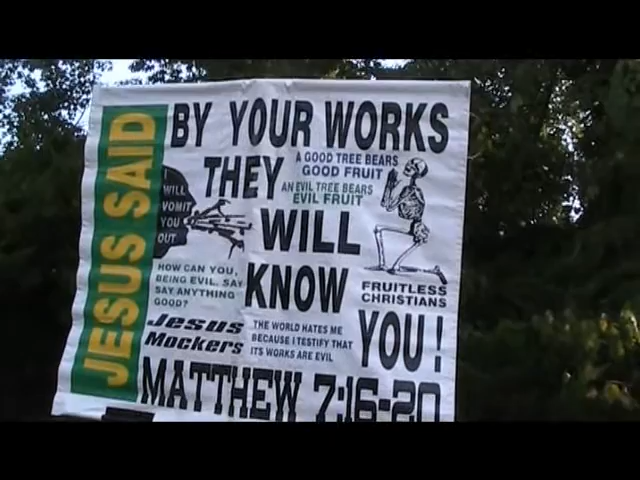 JESUS SAID
BY YOUR WORKS
THEY
WILL
KNOW
YOU!
A GOOD TREE BEARS
GOOD FRUIT
AN EVIL TREE BEARS
EVIL FRUIT
I
WILL
VOMIT
YOU
OUT
HOW CAN YOU,
BEING EVIL, SAY
SAY ANYTHING
GOOD?
FRUITLESS
CHRISTIANS
Jesus
Mockers
THE WORLD HATES ME
BECAUSE I TESTIFY THAT
ITS WORKS ARE EVIL
MATTHEW 7:16-20